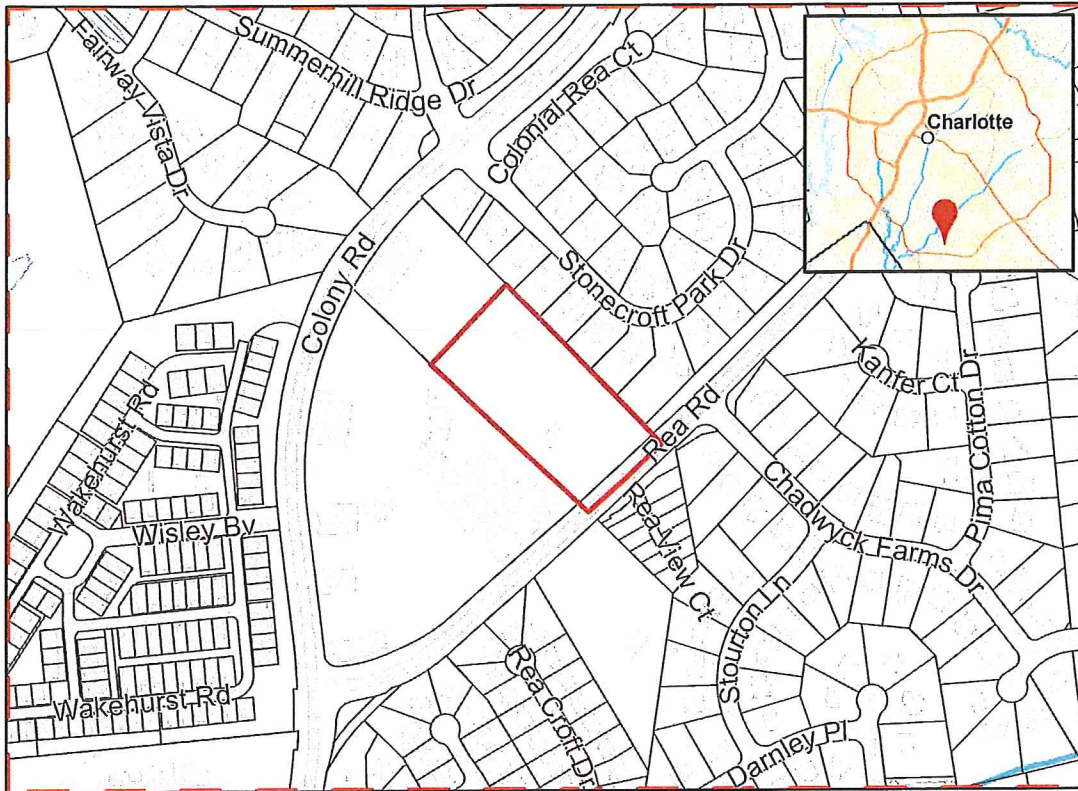 Fairway Vista Dr
Summerhill Ridge Dr
Colonial Rea Ct
Charlotte
Colony Rd
Stonecroft Park Dr
Kanfer Ct
Pima Cotton Dr
Rea Rd
Wakehurst Rd
Rea View Ct
Chadwyck Farms Dr
Wisley Bv
Stourton Ln
Wakehurst Rd
Rea Croft Dr
Darnley Pl